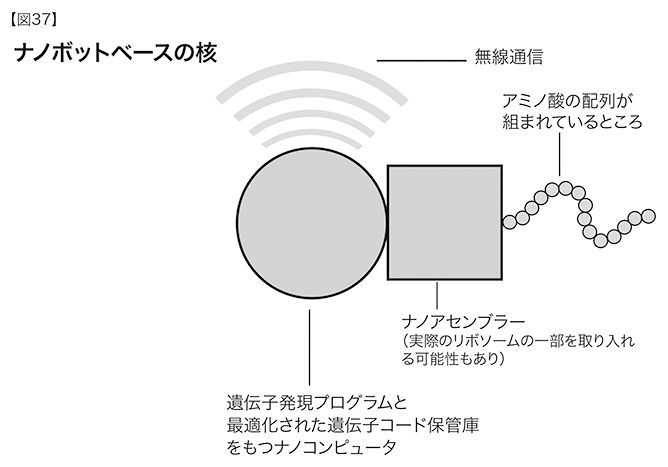 【図37】
ナノボットベースの核
無線通信
アミノ酸の配列が
組まれているところ
ナノアセンブラー
（実際のリボソームの一部を取り入れ
る可能性もあり）
遺伝子発現プログラムと
最適化された遺伝子コード保管庫
をもつナノコンピュータ